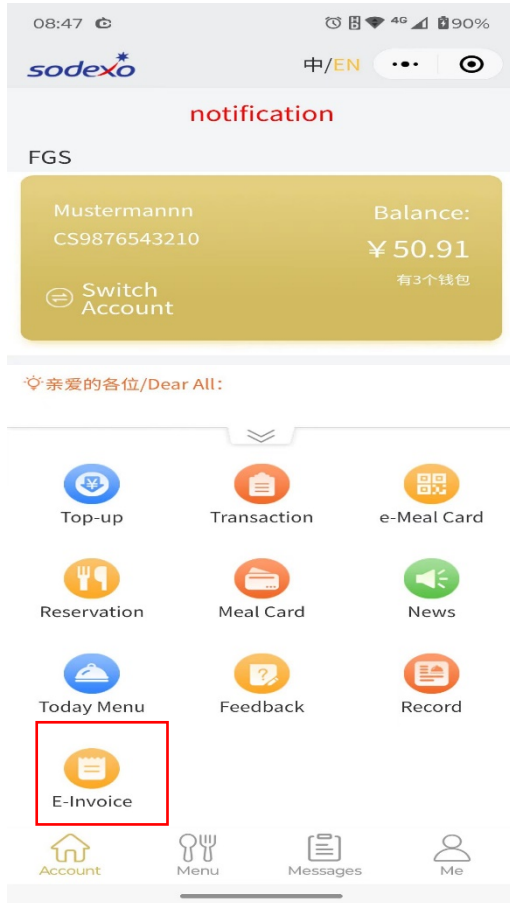 08:47
4G
90%
sodexo
中/EN
notification
FGS
Mustermannn
CS9876543210
Balance:
¥50.91
有3个钱包
Switch
Account
亲爱的各位/Dear All:
Top-up Transaction e-Meal Card
Reservation Meal Card News
Today Menu Feedback Record
E-Invoice
Account Menu Messages Me